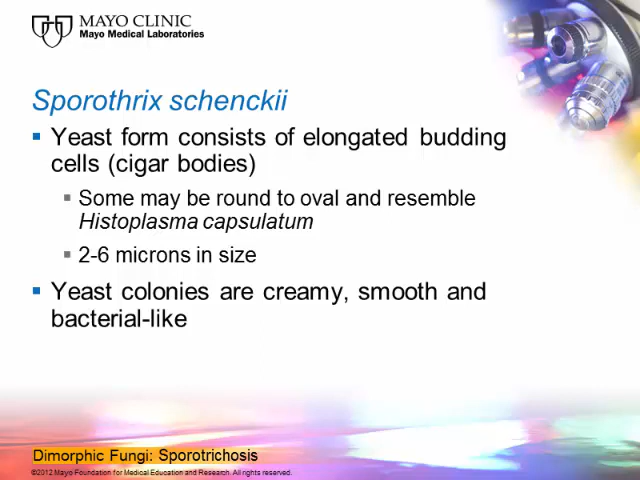 MAYO CLINIC
Mayo Medical Laboratories
Sporothrix schenckii
Yeast form consists of elongated budding
cells (cigar bodies)
Some may be round to oval and resemble
Histoplasma capsulatum
2-6 microns in size
Yeast colonies are creamy, smooth and
bacterial-like
Dimorphic Fungi: Sporotrichosis
©2012 Mayo Foundation for Medical Education and Research. All rights reserved.